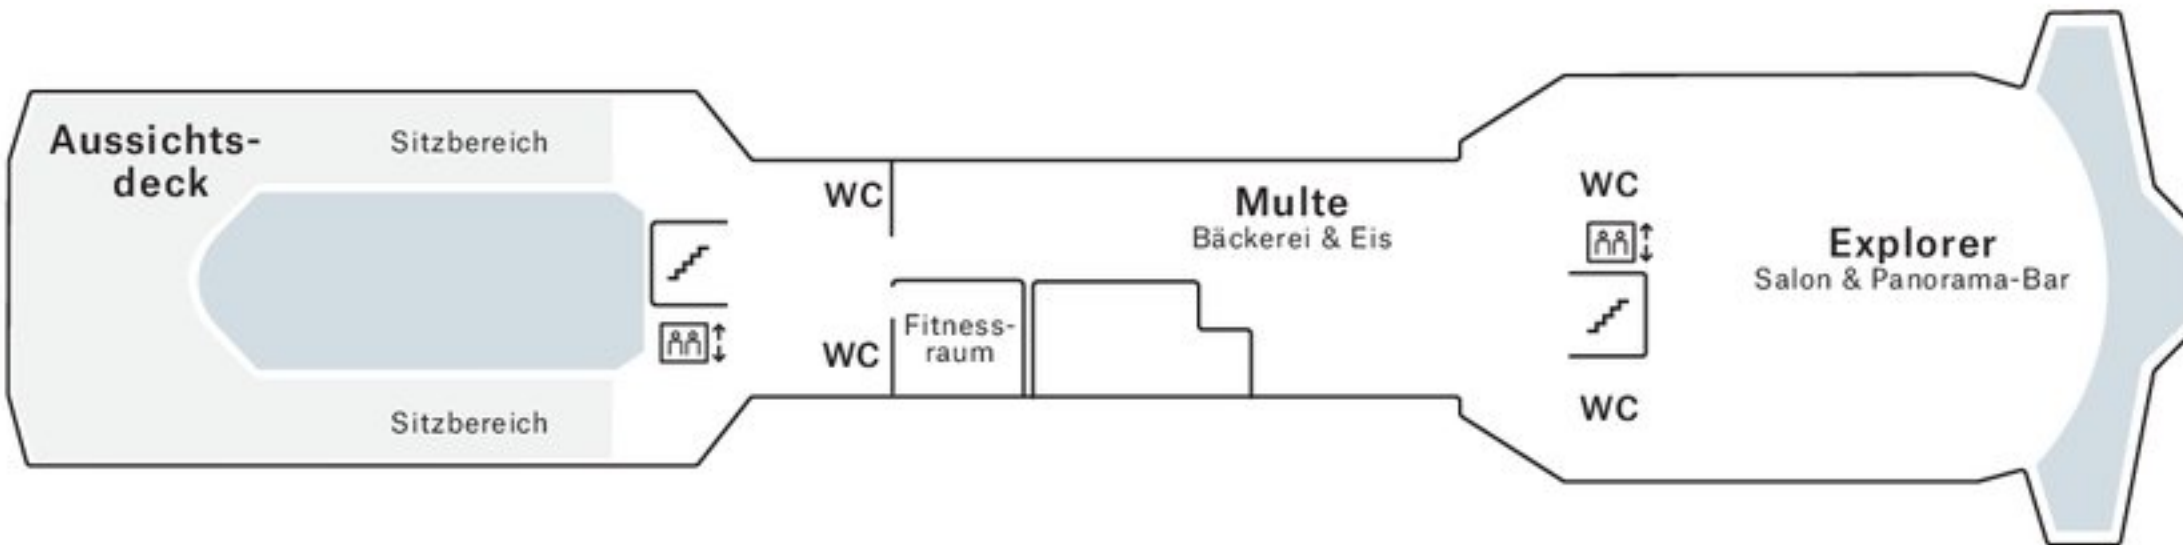 Aussichts-
deck
Sitzbereich
Sitzbereich
WC
WC
Fitness-
raum
Multe
Bäckerei & Eis
WC
WC
Explorer
Salon & Panorama-Bar